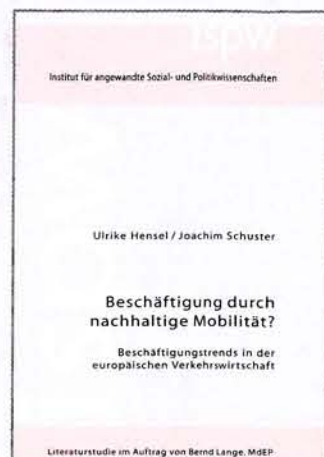 ispw
Institut für angewandte Sozial- und Politikwissenschaften
Ulrike Hensel / Joachim Schuster
Beschäftigung durch
nachhaltige Mobilität?
Beschäftigungstrends in der
europäischen Verkehrswirtschaft
Literaturstudie im Auftrag von Bernd Lange, MdEP